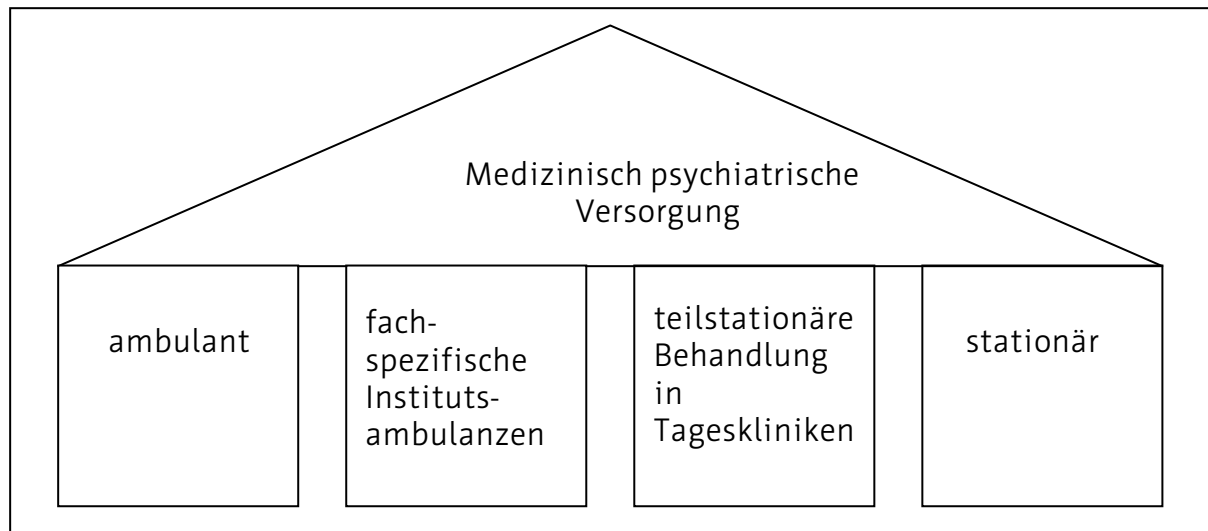 Medizinisch psychiatrische
Versorgung
ambulant
fach-
spezifische
Instituts-
ambulanzen
teilstationäre
Behandlung
in
Tageskliniken
stationär